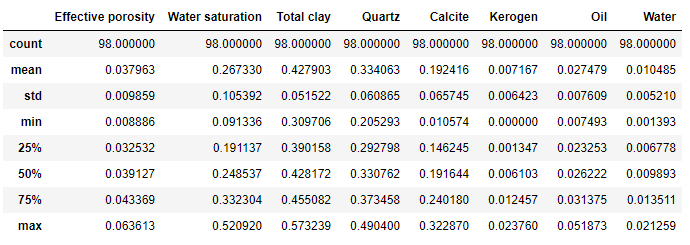 Effective porosity Water saturation Total clay Quartz Calcite Kerogen Oil Water
count 98.000000 98.000000 98.000000 98.000000 98.000000 98.000000 98.000000 98.000000
mean 0.037963 0.267330 0.427903 0.334063 0.192416 0.007167 0.027479 0.010485
std 0.009859 0.105392 0.051522 0.060865 0.065745 0.006423 0.007609 0.005210
min 0.008886 0.091336 0.309706 0.205293 0.010574 0.000000 0.007493 0.001393
25% 0.032532 0.191137 0.390158 0.292798 0.146245 0.001347 0.023253 0.006778
50% 0.039127 0.248537 0.428172 0.330762 0.191644 0.006103 0.026222 0.009893
75% 0.043369 0.332304 0.455082 0.373458 0.240180 0.012457 0.031375 0.013511
max 0.063613 0.520920 0.573239 0.490400 0.322870 0.023760 0.051873 0.021259